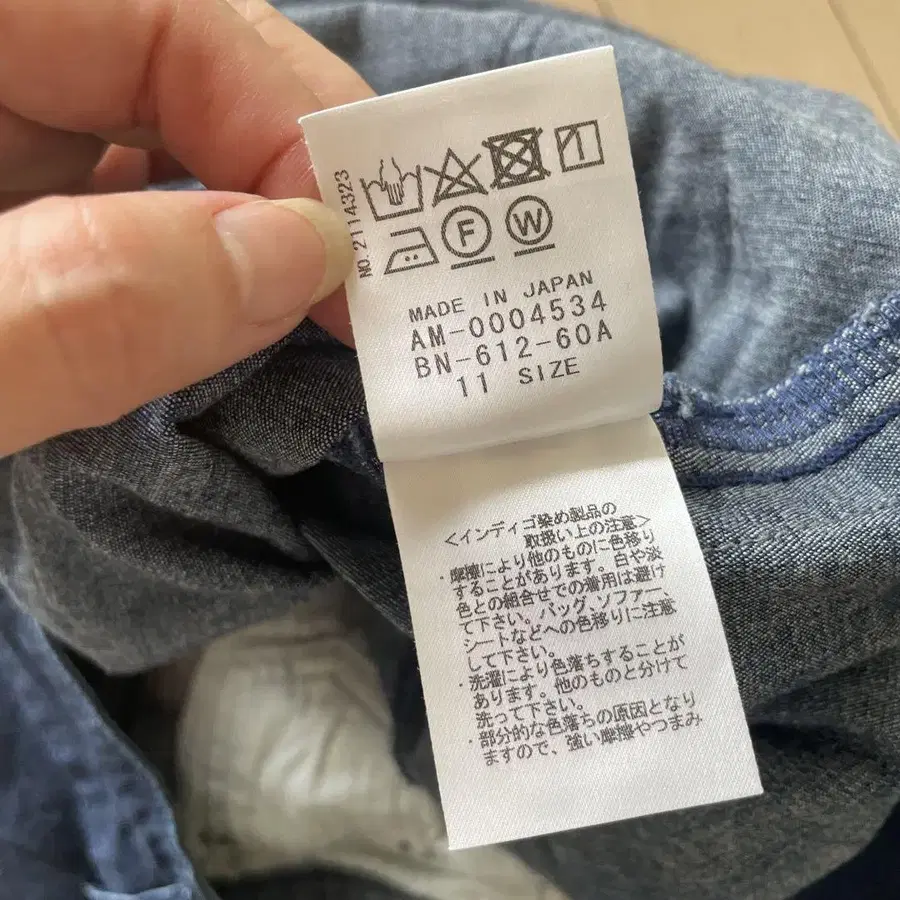 NO. 2114323
F
W
MADE IN JAPAN
AM-0004534
BN-612-60A
11 SIZE
<インディゴ染め製品の
取扱い上の注意>
・摩擦により他のものに色移り
することがあります。白や淡
色との組合せでの着用は避け
て下さい。バッグ、ソファー、
シートなどへの色移りに注意
して下さい。
・洗濯により色落ちすることが
あります。他のものと分けて
洗って下さい。
・部分的な色落ちの原因となり
ますので、強い摩擦やつまみ